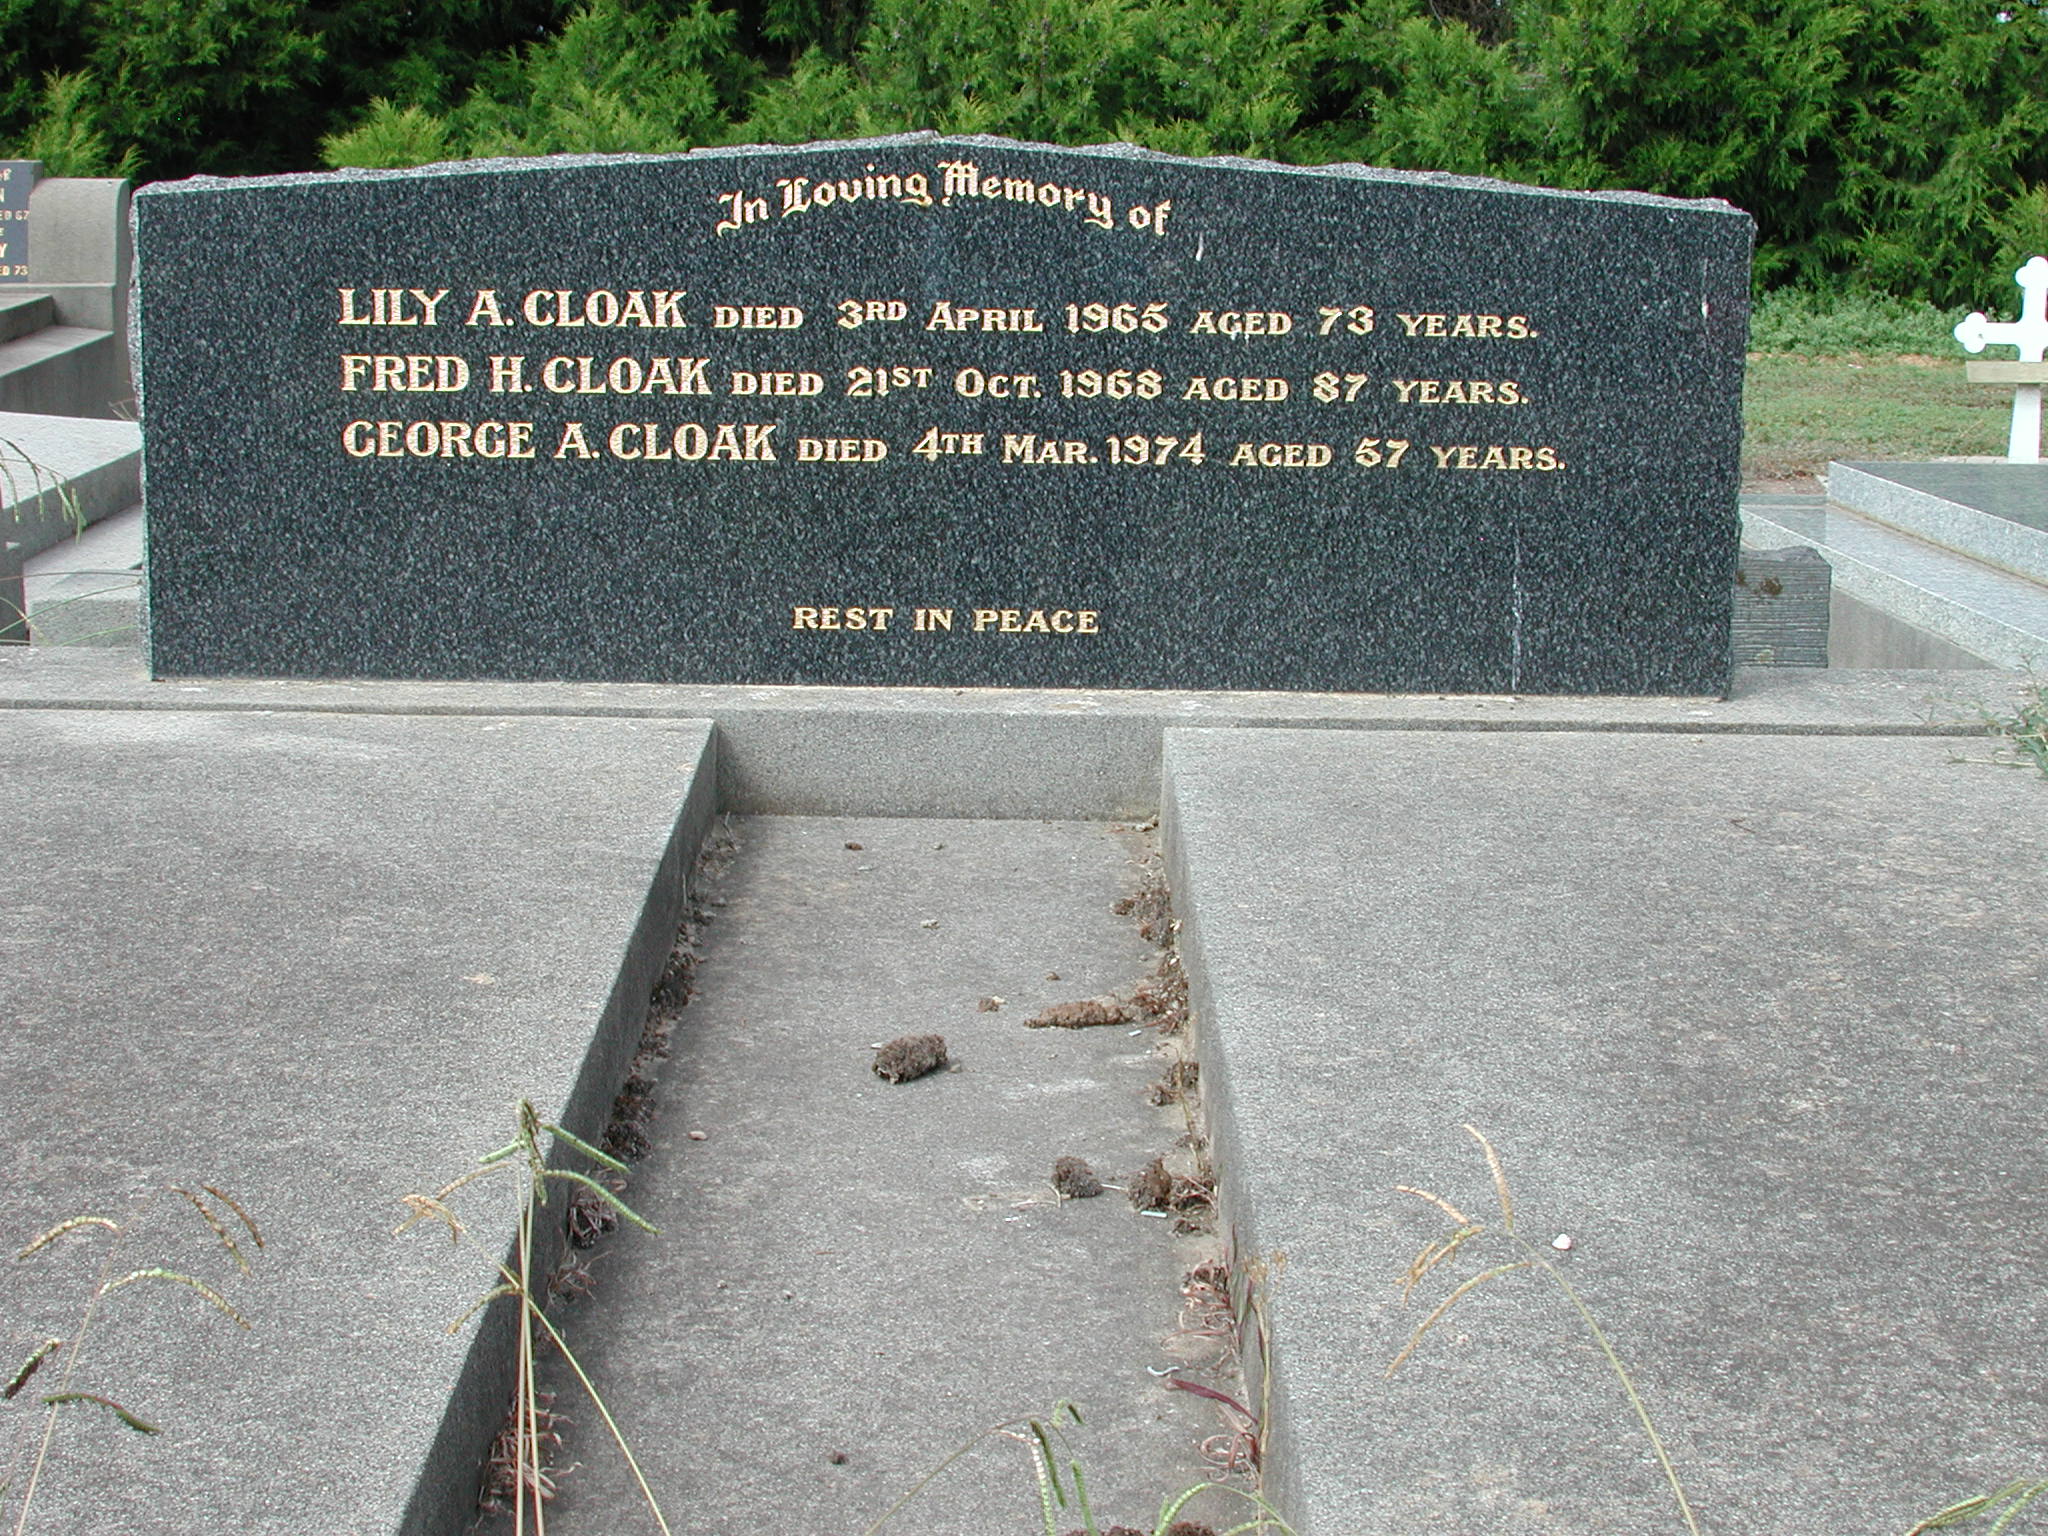 In Loving Memory of
LILY A. CLOAK DIED 3RD APRIL 1965 AGED 73 YEARS.
FRED H. CLOAK DIED 21ST OCT. 1968 AGED 87 YEARS.
GEORGE A. CLOAK DIED 4TH MAR. 1974 AGED 57 YEARS.
REST IN PEACE